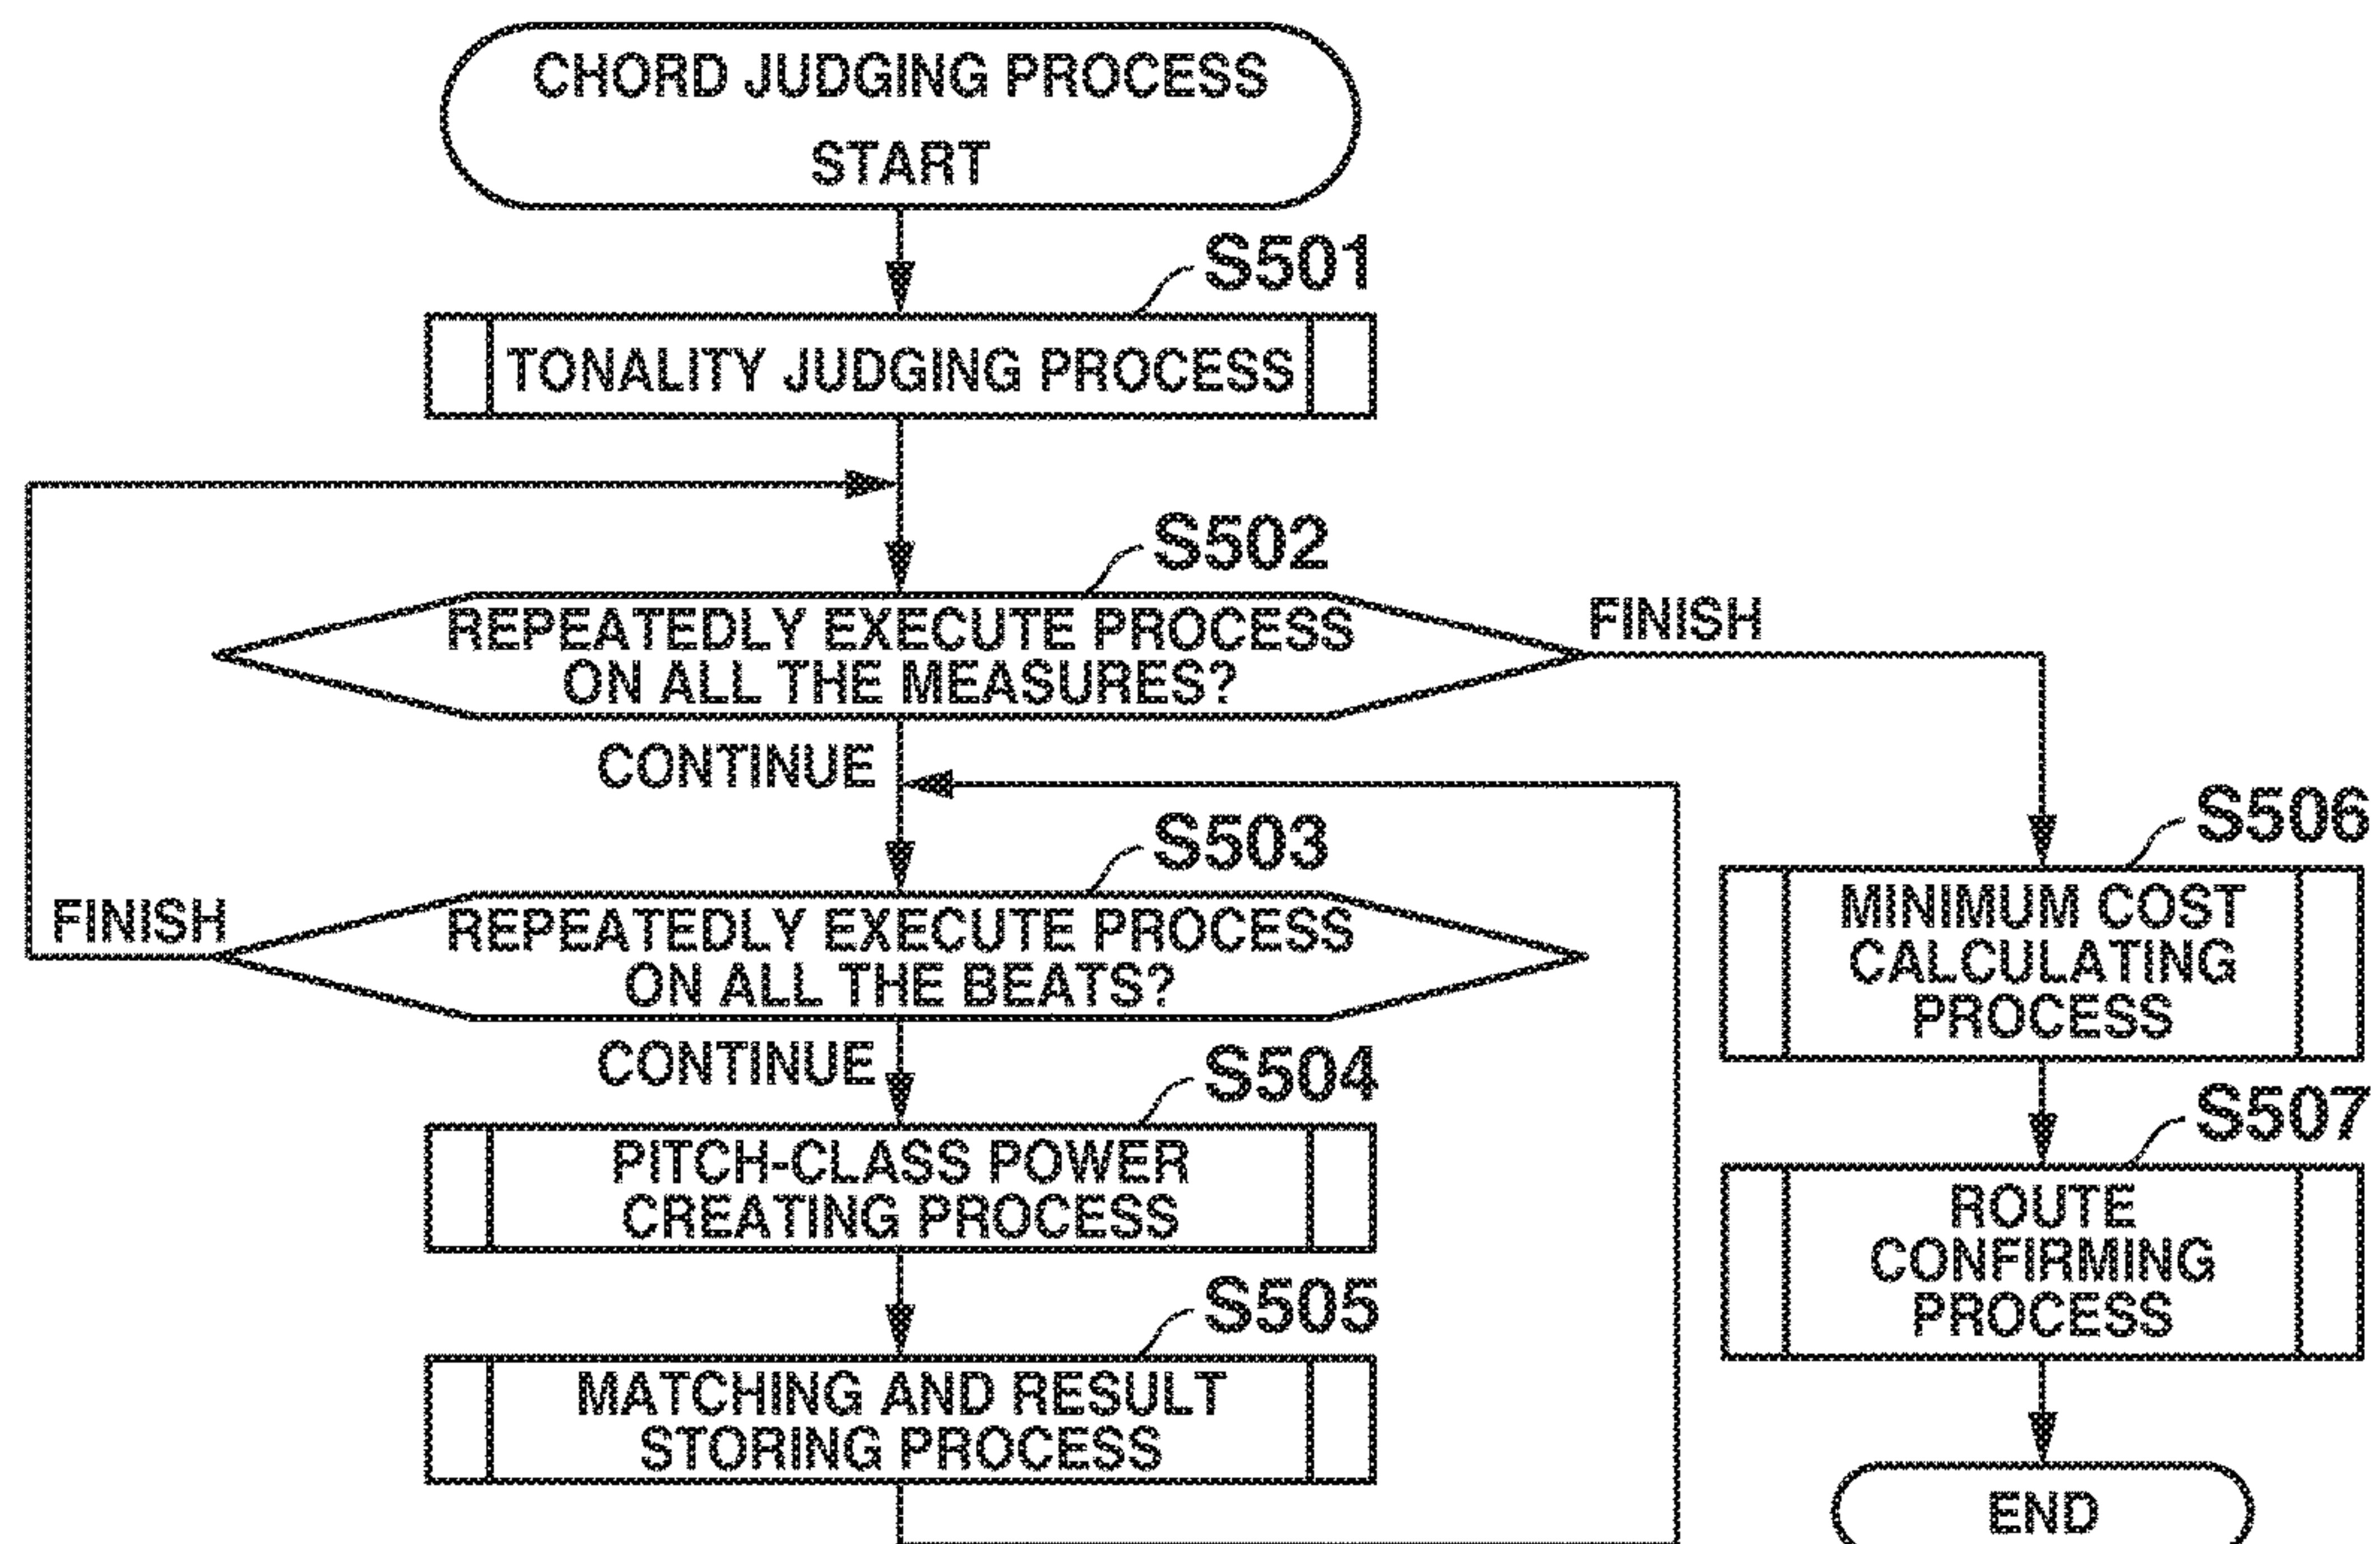 CHORD JUDGING PROCESS
START
S501
TONALITY JUDGING PROCESS
S502
REPEATEDLY EXECUTE PROCESS
ON ALL THE MEASURES?
FINISH
CONTINUE
S503
REPEATEDLY EXECUTE PROCESS
ON ALL THE BEATS?
FINISH
CONTINUE
S504
PITCH-CLASS POWER
CREATING PROCESS
S505
MATCHING AND RESULT
STORING PROCESS
S506
MINIMUM COST
CALCULATING
PROCESS
S507
ROUTE
CONFIRMING
PROCESS
END